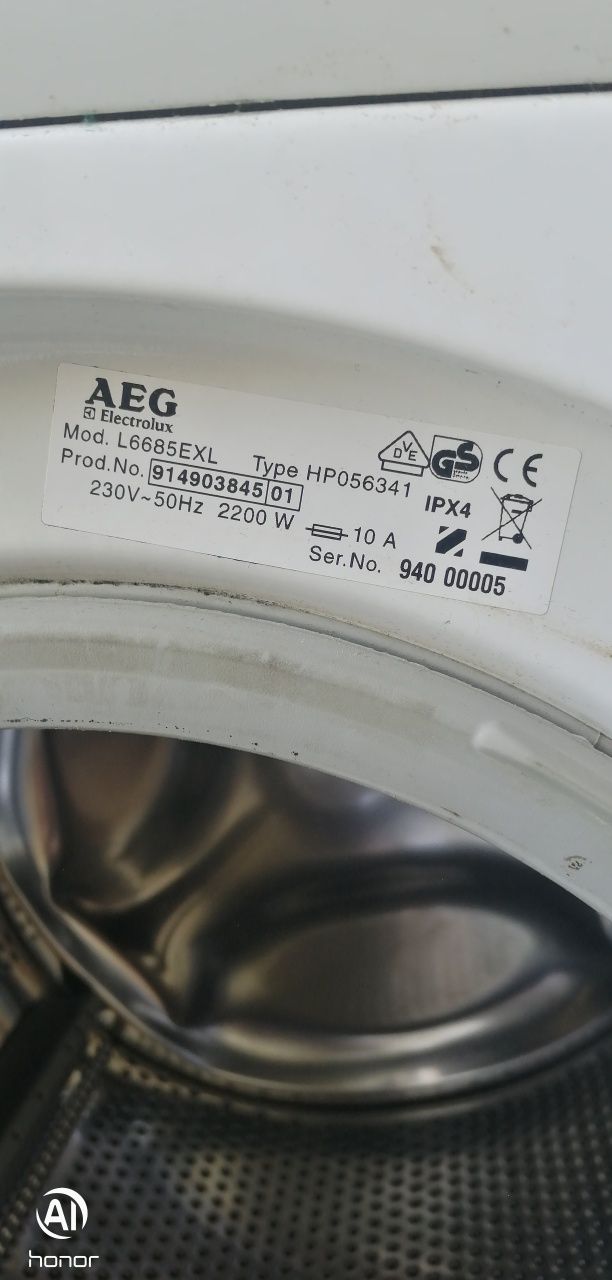 AEG
Electrolux
Mod. L6685EXL Type HP056341
Prod.No. 914903845 01
230V~50Hz 2200 W 10 A
Ser.No. 940 00005
VDE
GS
CE
IPX4
AI
honor